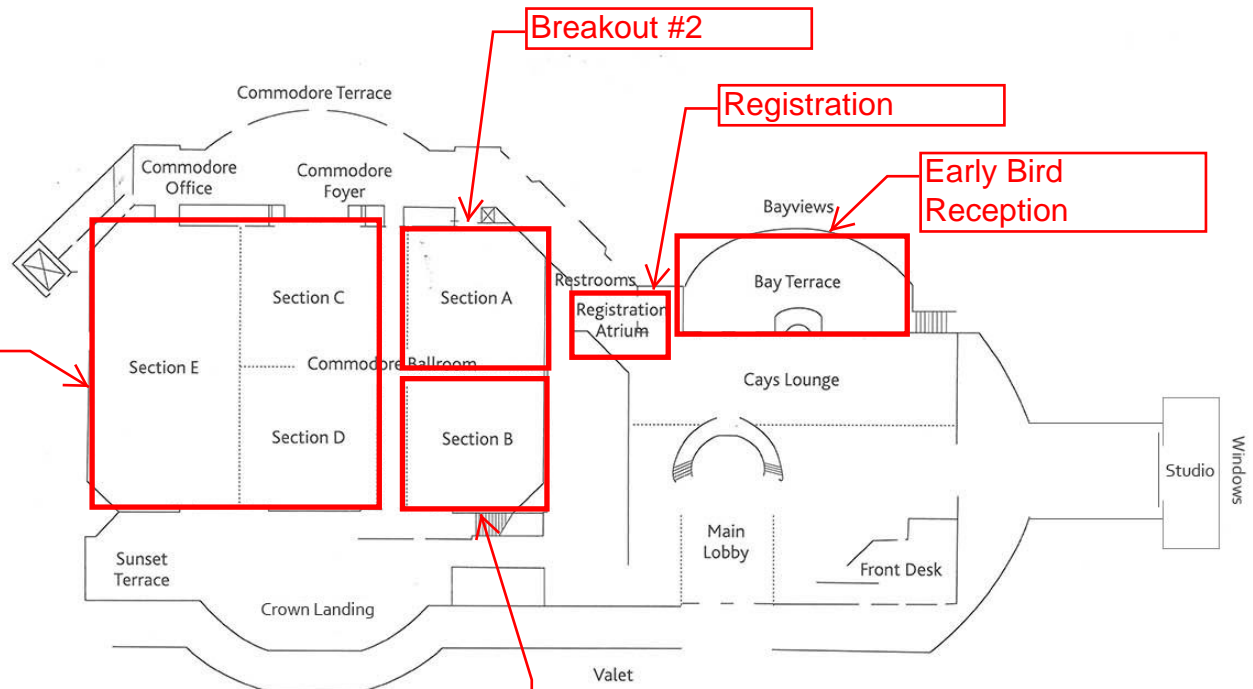 Breakout #2
Commodore Terrace
Registration
Commodore
Office
Commodore
Foyer
Early Bird
Reception
Bayviews
Restrooms
Bay Terrace
Section C
Section A
Registration
Atrium
Section E
Commodore Ballroom
Cays Lounge
Section D
Section B
Studio
Windows
Main
Lobby
Sunset
Terrace
Front Desk
Crown Landing
Valet